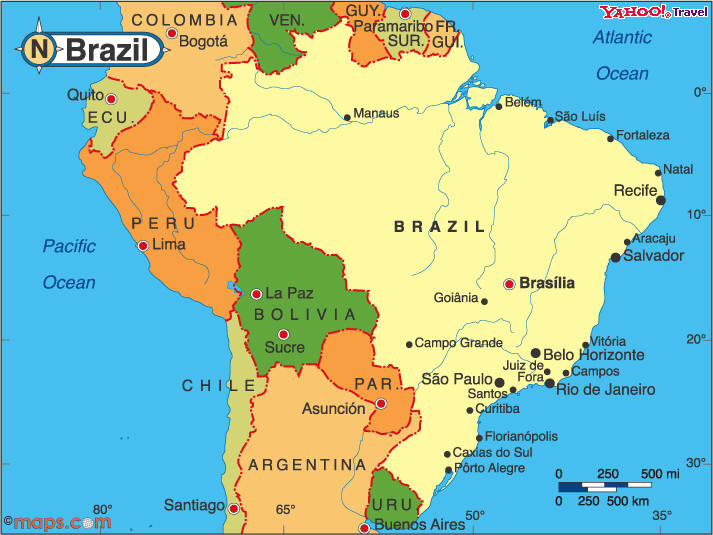 COLOMBIA
Bogotá
VEN.
GUY.
Paramaribo
SUR.
FR.
GUI.
YAHOO! Travel
N Brazil
Atlantic
Ocean
Quito
ECU.
0°
Manaus
Belém
São Luís
Fortaleza
Natal
Recife
PERU
Lima
BRAZIL
10°
Aracaju
Salvador
Pacific
Ocean
La Paz
BOLIVIA
Sucre
Brasília
Goiânia
20°
Campo Grande
Vitória
Belo Horizonte
Juiz de
Fora
Campos
São Paulo
Santos
Rio de Janeiro
CHILE
PAR.
Asunción
Curitiba
Florianópolis
ARGENTINA
Caxias do Sul
Pôrto Alegre
30°
0 250 500 mi
0 250 500 km
Santiago
URU
Buenos Aires
©maps.com
80°
65°
50°
35°